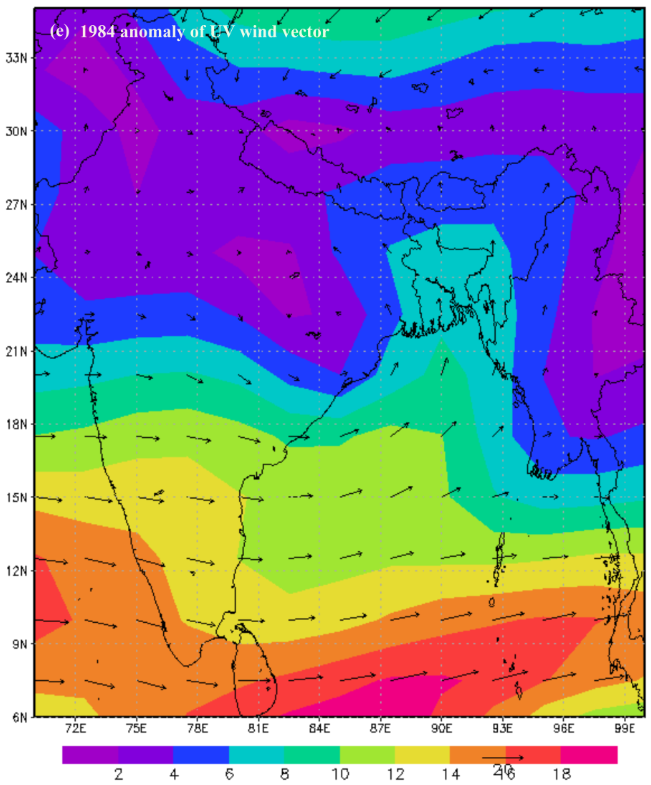 (e) 1984 anomaly of UV wind vector
33N
30N
27N
24N
21N
18N
15N
12N
9N
6N
72E 75E 78E 81E 84E 87E 90E 93E 96E 99E
20
2 4 6 8 10 12 14 16 18